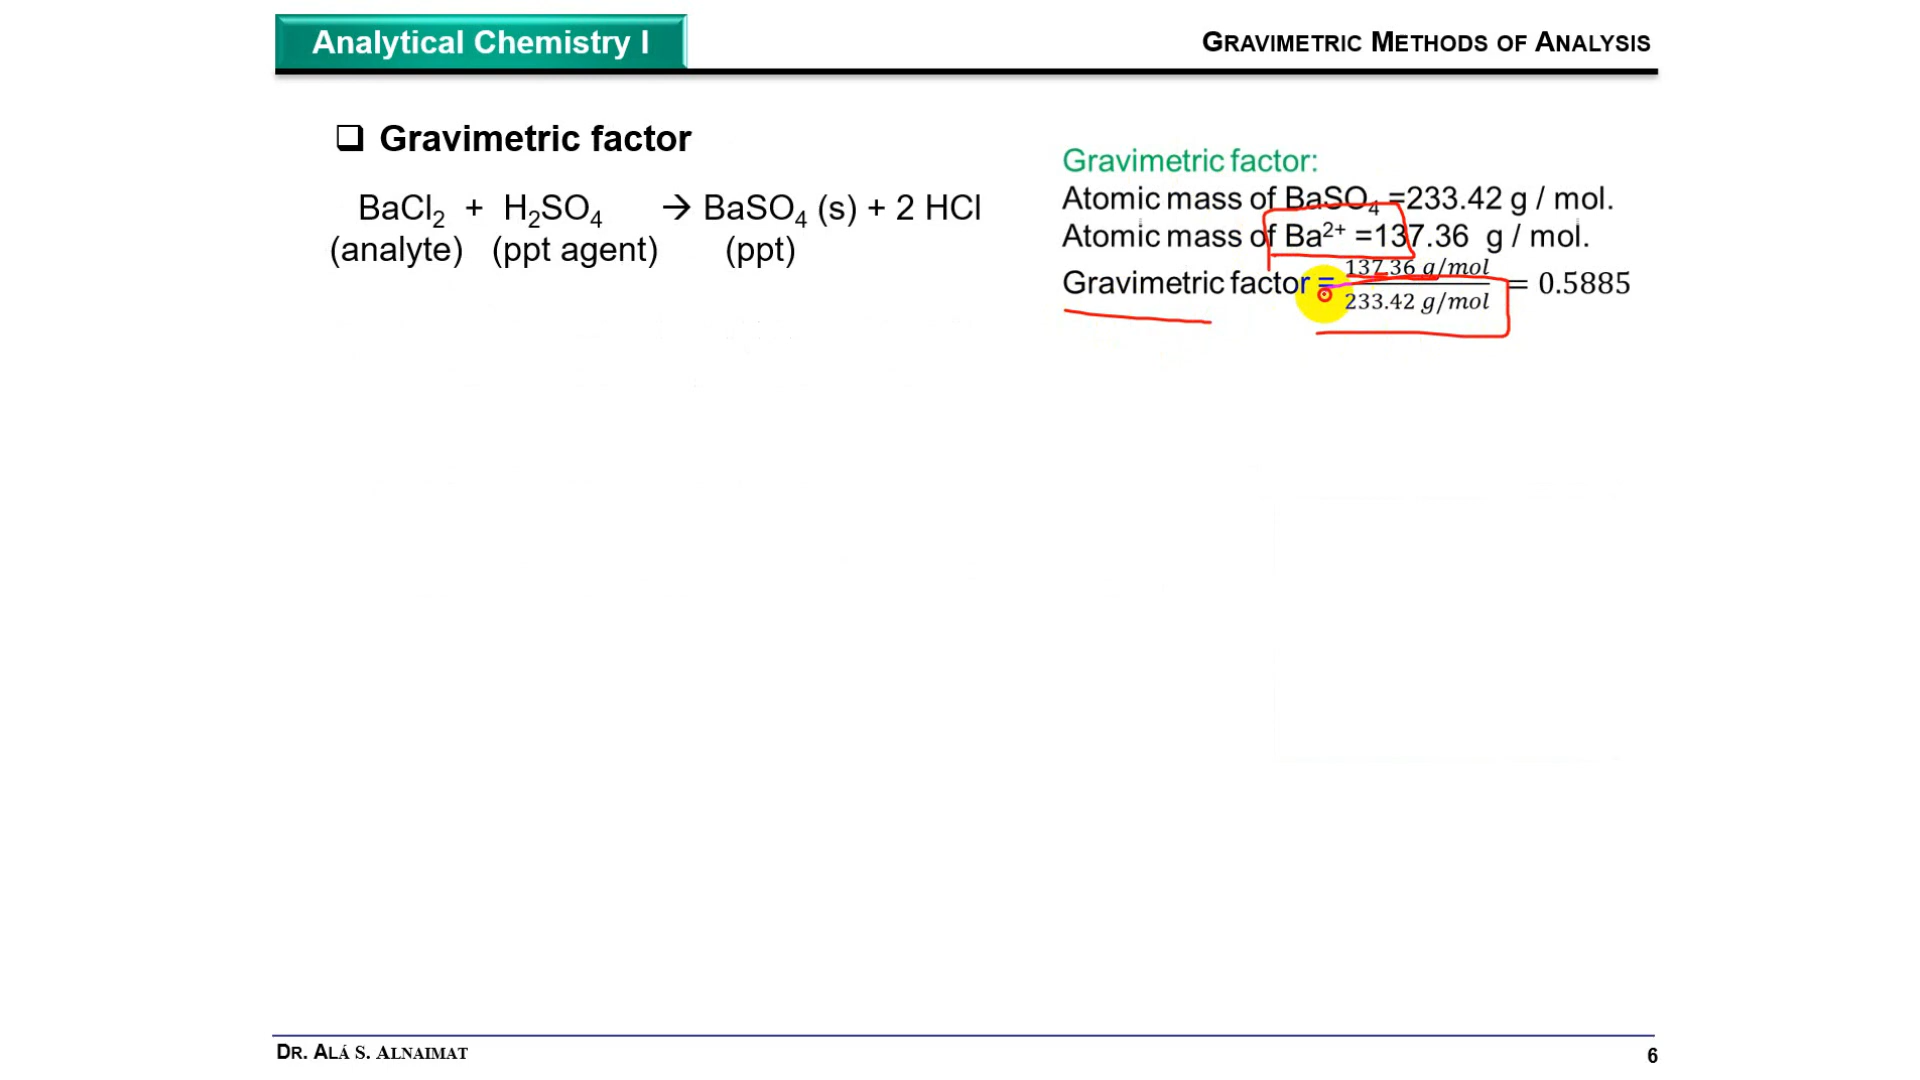 Analytical Chemistry I
GRAVIMETRIC METHODS OF ANALYSIS
❑ Gravimetric factor
BaCl₂ + H₂SO₄ → BaSO₄ (s) + 2 HCl
(analyte) (ppt agent) (ppt)
Gravimetric factor:
Atomic mass of BaSO₄ =233.42 g / mol.
Atomic mass of Ba²⁺ =137.36 g / mol.
Gravimetric factor = 137.36 g/mol / 233.42 g/mol = 0.5885
DR. ALÁ S. ALNAIMAT
6